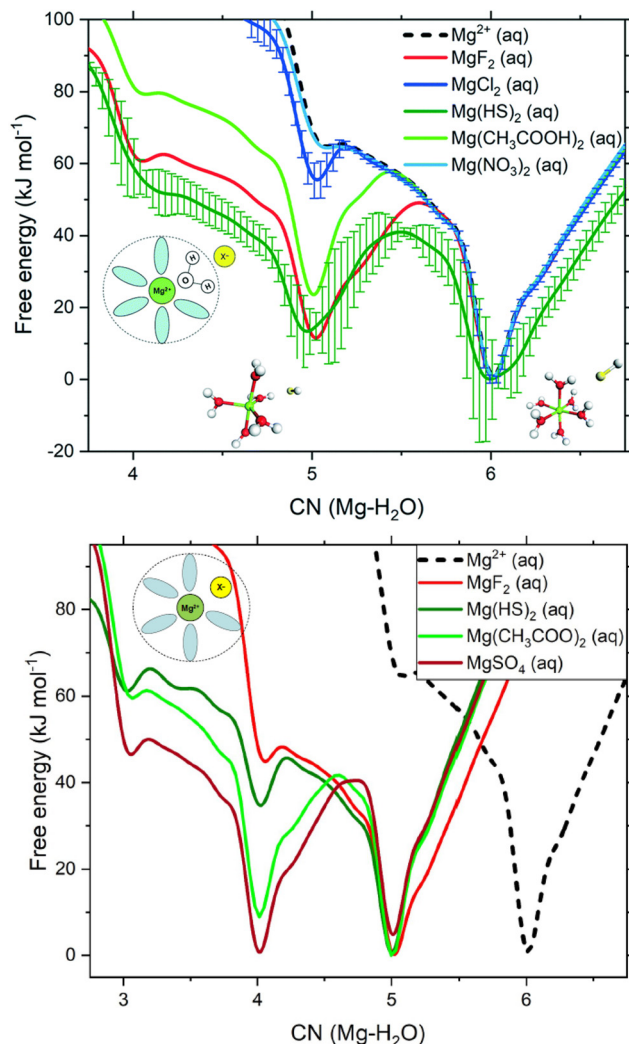 100
80
60
40
20
0
-20
Free energy (kJ mol⁻¹)
Mg²⁺ (aq)
MgF₂ (aq)
MgCl₂ (aq)
Mg(HS)₂ (aq)
Mg(CH₃COOH)₂ (aq)
Mg(NO₃)₂ (aq)
H
X⁻
O
H
Mg²⁺
4 5 6
CN (Mg-H₂O)
80
60
40
20
0
Free energy (kJ mol⁻¹)
X⁻
Mg²⁺
Mg²⁺ (aq)
MgF₂ (aq)
Mg(HS)₂ (aq)
Mg(CH₃COO)₂ (aq)
MgSO₄ (aq)
3 4 5 6
CN (Mg-H₂O)